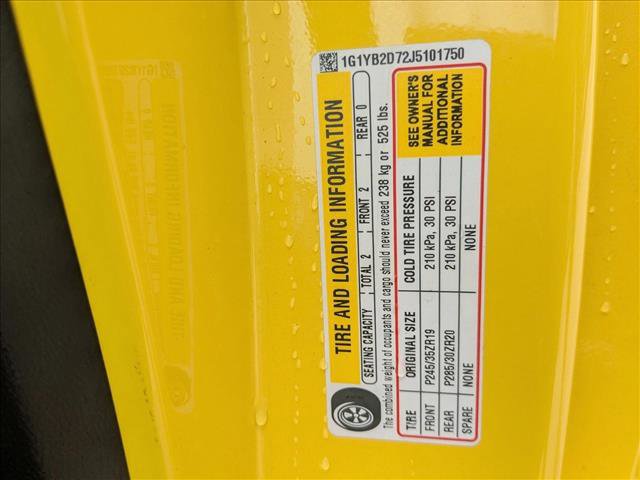 1G1YB2D72J5101750
TIRE AND LOADING INFORMATION
SEATING CAPACITY TOTAL 2 FRONT 2 REAR 0
The combined weight of occupants and cargo should never exceed 238 kg or 525 lbs.
TIRE ORIGINAL SIZE COLD TIRE PRESSURE
FRONT P245/35ZR19 210 kPa, 30 PSI
REAR P285/30ZR20 210 kPa, 30 PSI
SPARE NONE NONE
SEE OWNER'S
MANUAL FOR
ADDITIONAL
INFORMATION